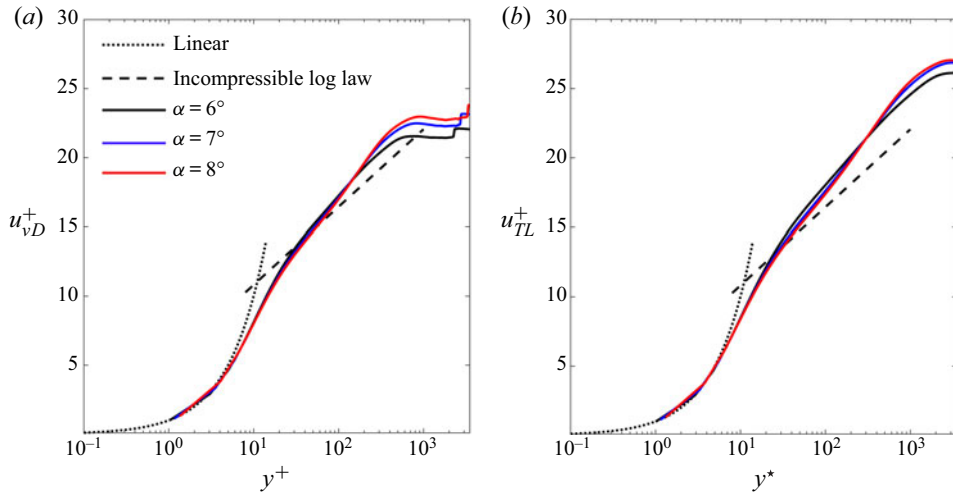 (a)
30
25
20
15
10
5
u⁺vD
Linear
Incompressible log law
α = 6°
α = 7°
α = 8°
10⁻¹ 10⁰ 10¹ 10² 10³
y⁺
(b)
30
25
20
15
10
5
u⁺TL
10⁻¹ 10⁰ 10¹ 10² 10³
y⋆